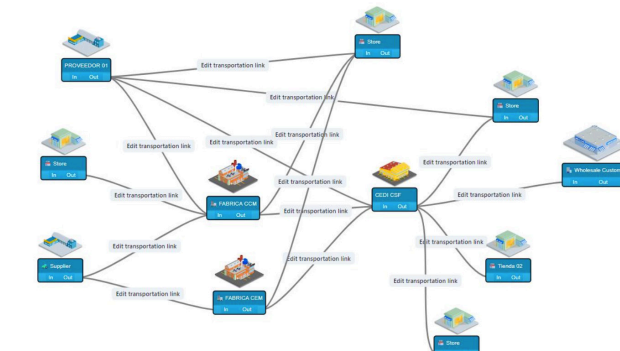 Store
In Out
PROVEEDOR 01
In Out
Edit transportation link
Edit transportation link
Store
In Out
Edit transportation link
Edit transportation link
Edit transportation link
Edit transportation link
Store
In Out
Edit transportation link
Wholesale Custom
In Out
Edit transportation link
Edit transportation link
Edit transportation link
CEDI CSF
In Out
FABRICA CCM
In Out
Edit transportation link
Edit transportation link
Edit transportation link
Edit transportation link
Supplier
In Out
Tienda 02
In Out
Edit transportation link
Edit transportation link
FABRICA CEM
In Out
Store
In Out